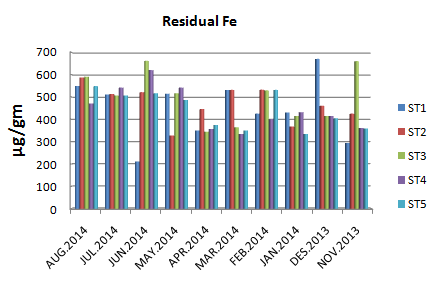 Residual Fe
700
600
500
400
300
200
100
0
µg/gm
AUG.2014
JUL.2014
JUN.2014
MAY.2014
APR.2014
MAR.2014
FEB.2014
JAN.2014
DES.2013
NOV.2013
ST1
ST2
ST3
ST4
ST5